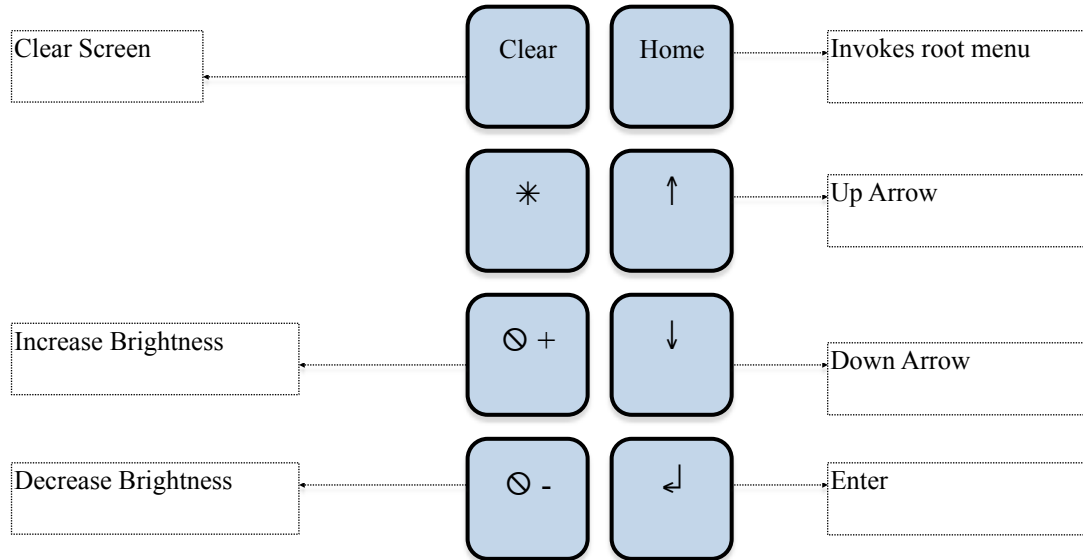 Clear Screen
Clear
Home
Invokes root menu
✳
↑
Up Arrow
Increase Brightness
⦸ +
↓
Down Arrow
Decrease Brightness
⦸ -
↲
Enter